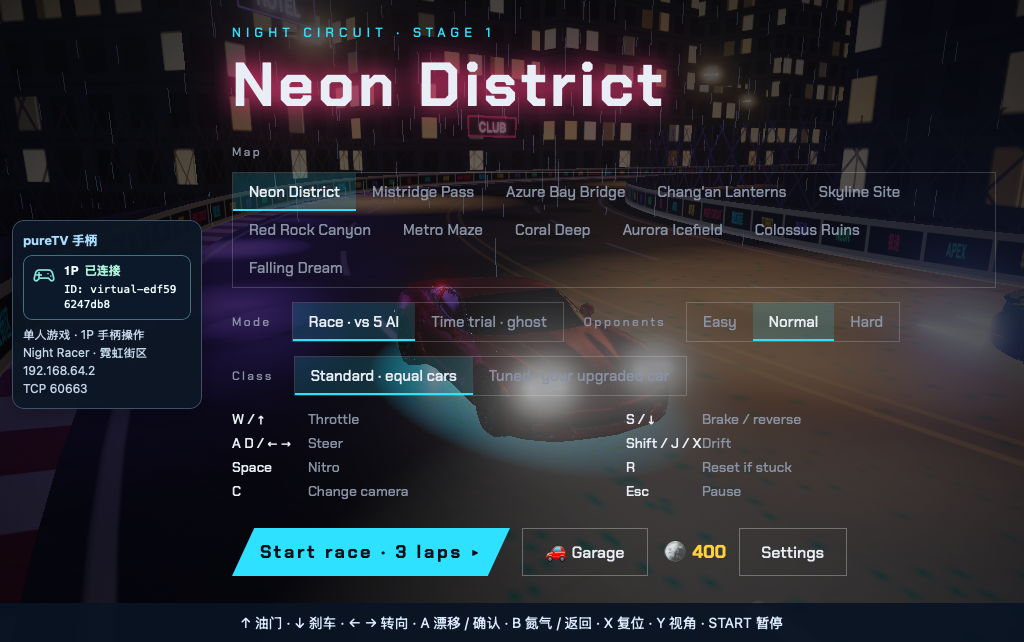 HOTEL
NIGHT CIRCUIT · STAGE 1
Neon District
CLUB
Map
Neon District Mistridge Pass Azure Bay Bridge Chang'an Lanterns Skyline Site
Red Rock Canyon Metro Maze Coral Deep Aurora Icefield Colossus Ruins
Falling Dream
APEX
pureTV 手柄
1P 已连接
ID: virtual-edf59
6247db8
单人游戏 · 1P 手柄操作
Night Racer · 霓虹街区
192.168.64.2
TCP 60663
Mode Race · vs 5 AI Time trial · ghost Opponents Easy Normal Hard
Class Standard · equal cars Tuned · your upgraded car
W / ↑ Throttle S / ↓ Brake / reverse
A D / ← → Steer Shift / J / X Drift
Space Nitro R Reset if stuck
C Change camera Esc Pause
Start race · 3 laps ▸ Garage 400 Settings
↑ 油门 · ↓ 刹车 · ← → 转向 · A 漂移 / 确认 · B 氮气 / 返回 · X 复位 · Y 视角 · START 暂停